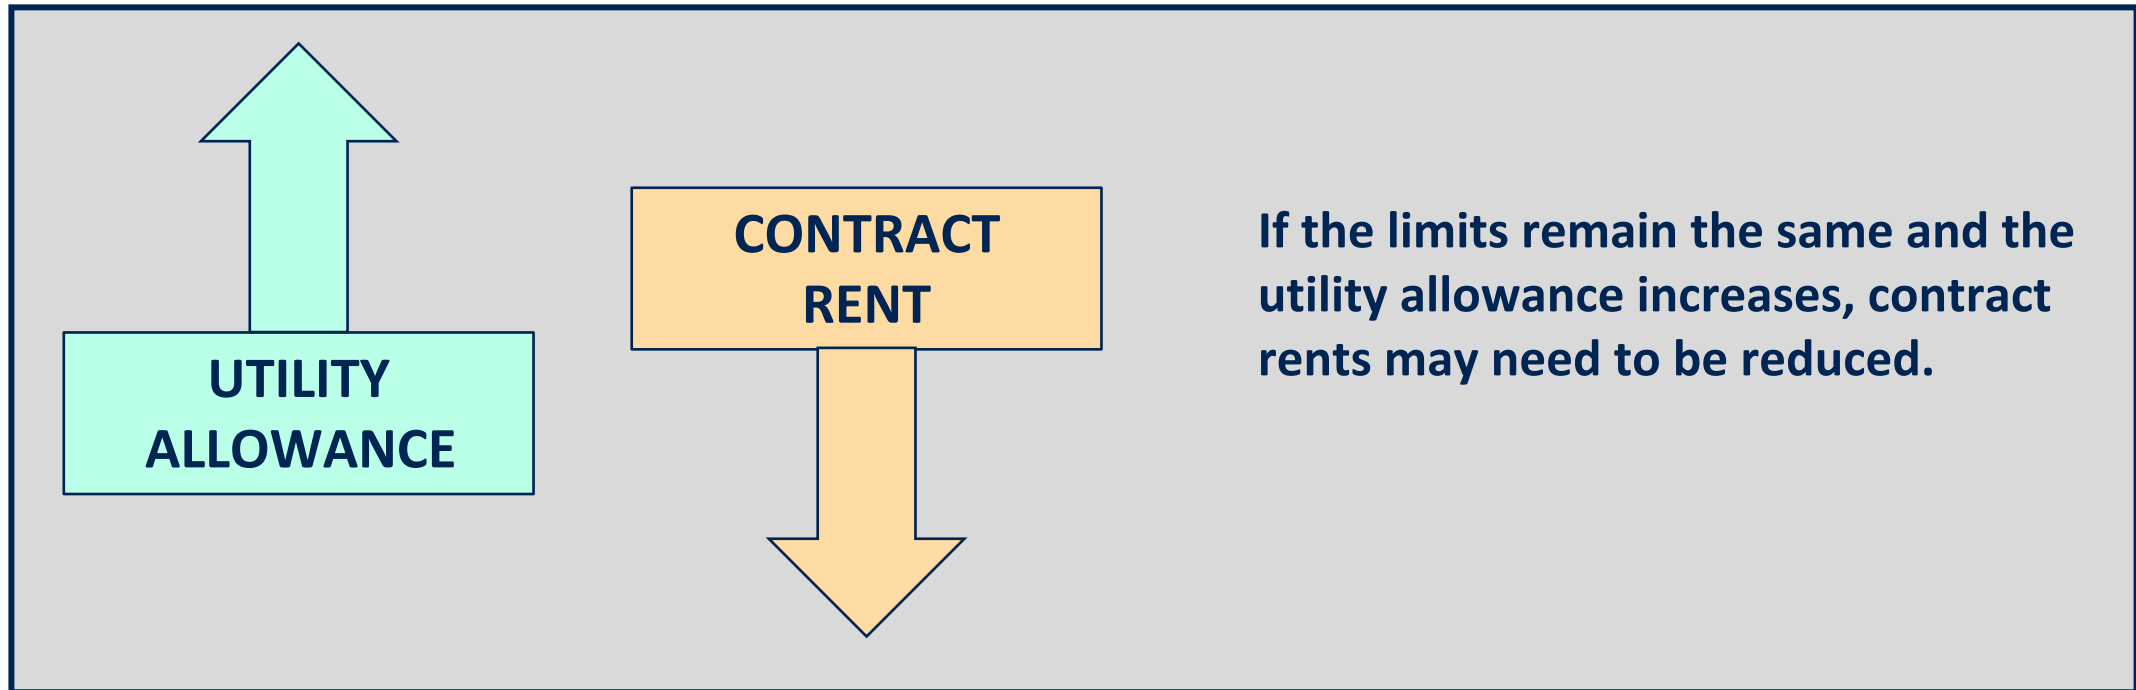 UTILITY
ALLOWANCE
CONTRACT
RENT
If the limits remain the same and the
utility allowance increases, contract
rents may need to be reduced.